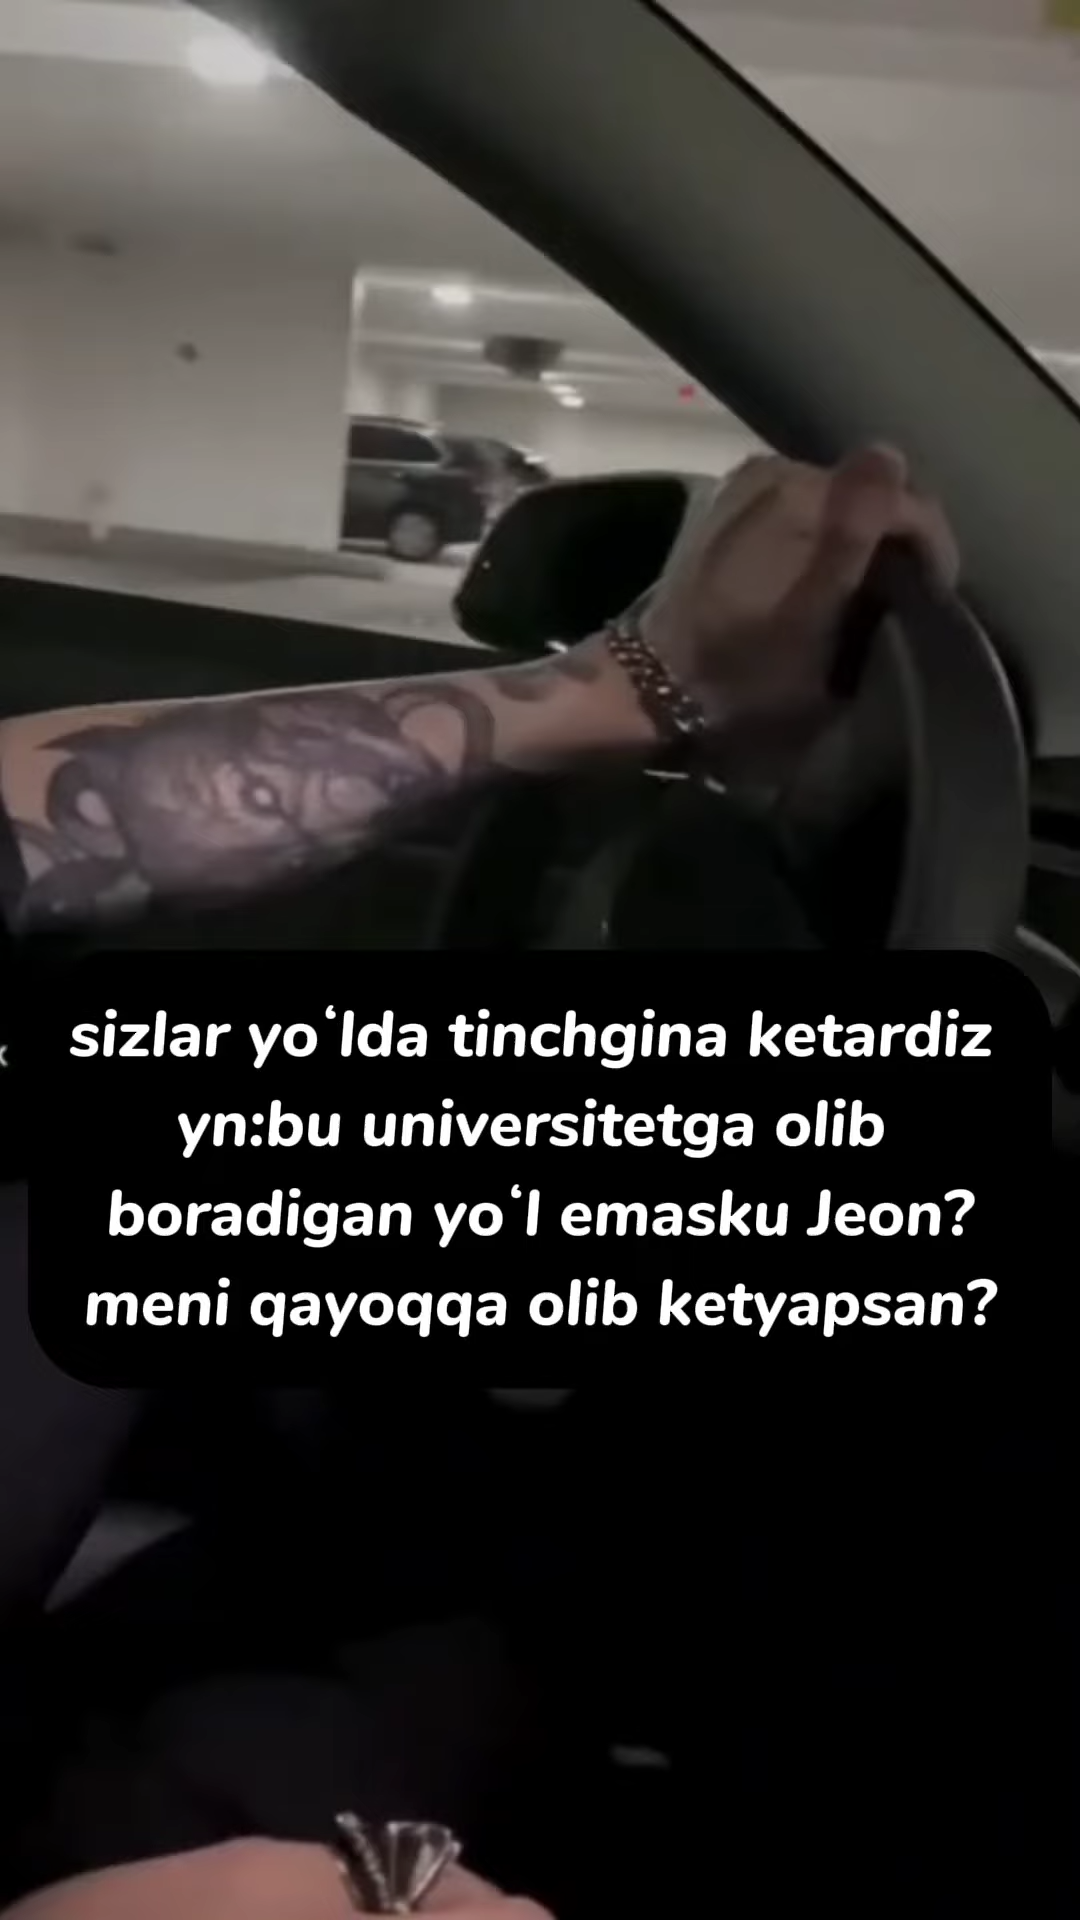 sizlar yoʻlda tinchgina ketardiz
yn:bu universitetga olib
boradigan yoʻl emasku Jeon?
meni qayoqqa olib ketyapsan?